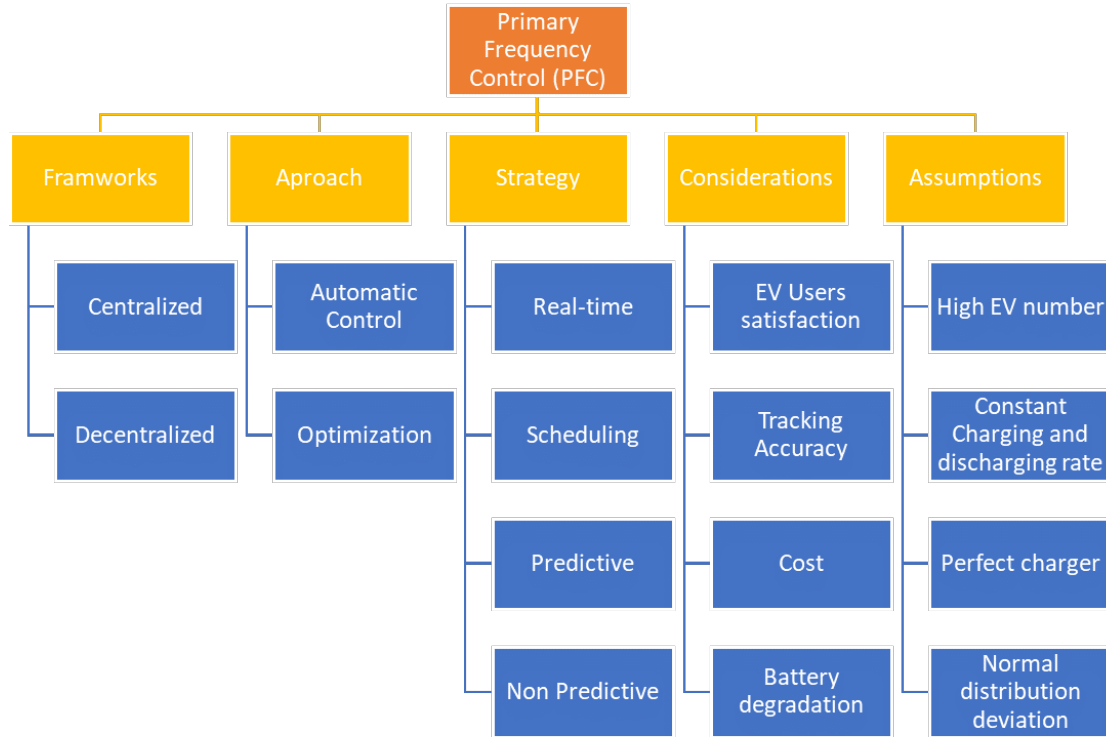 Primary
Frequency
Control (PFC)
Framworks
Aproach
Strategy
Considerations
Assumptions
Centralized
Automatic
Control
Real-time
EV Users
satisfaction
High EV number
Decentralized
Optimization
Scheduling
Tracking
Accuracy
Constant
Charging and
discharging rate
Predictive
Cost
Perfect charger
Non Predictive
Battery
degradation
Normal
distribution
deviation